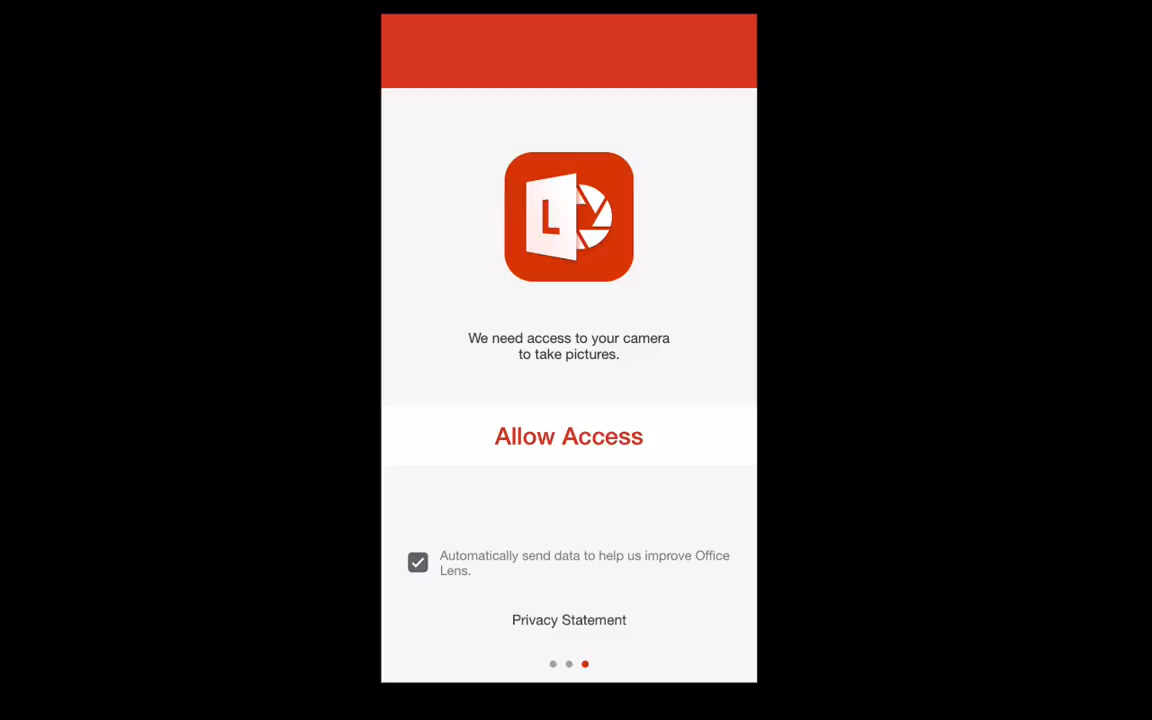 L
We need access to your camera
to take pictures.
Allow Access
Automatically send data to help us improve Office
Lens.
Privacy Statement